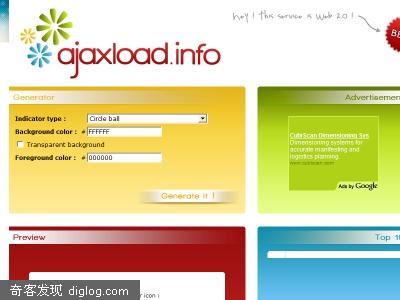 hey! this service is Web 2.0!
ajaxload.info
Generator
Indicator type :
Circle ball
Background color : #
FFFFFF
Transparent background
Foreground color : #
000000
Generate it !
Advertisemen
CubiScan Dimensioning Sys
Dimensioning systems for
accurate manifesting and
logistics planning.
www.cubiscan.com
Ads by Google
Preview
Top 1
er icon :
奇客发现 diglog.com